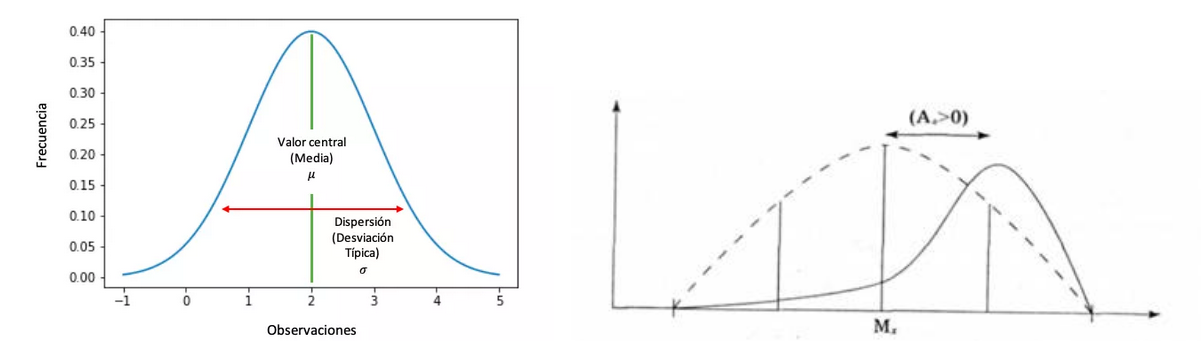 0.40
0.35
0.30
0.25
0.20
0.15
0.10
0.05
0.00
Frecuencia
Valor central
(Media)
μ
Dispersión
(Desviación
Típica)
σ
−1 0 1 2 3 4 5
Observaciones
(Aₛ>0)
Mₓ